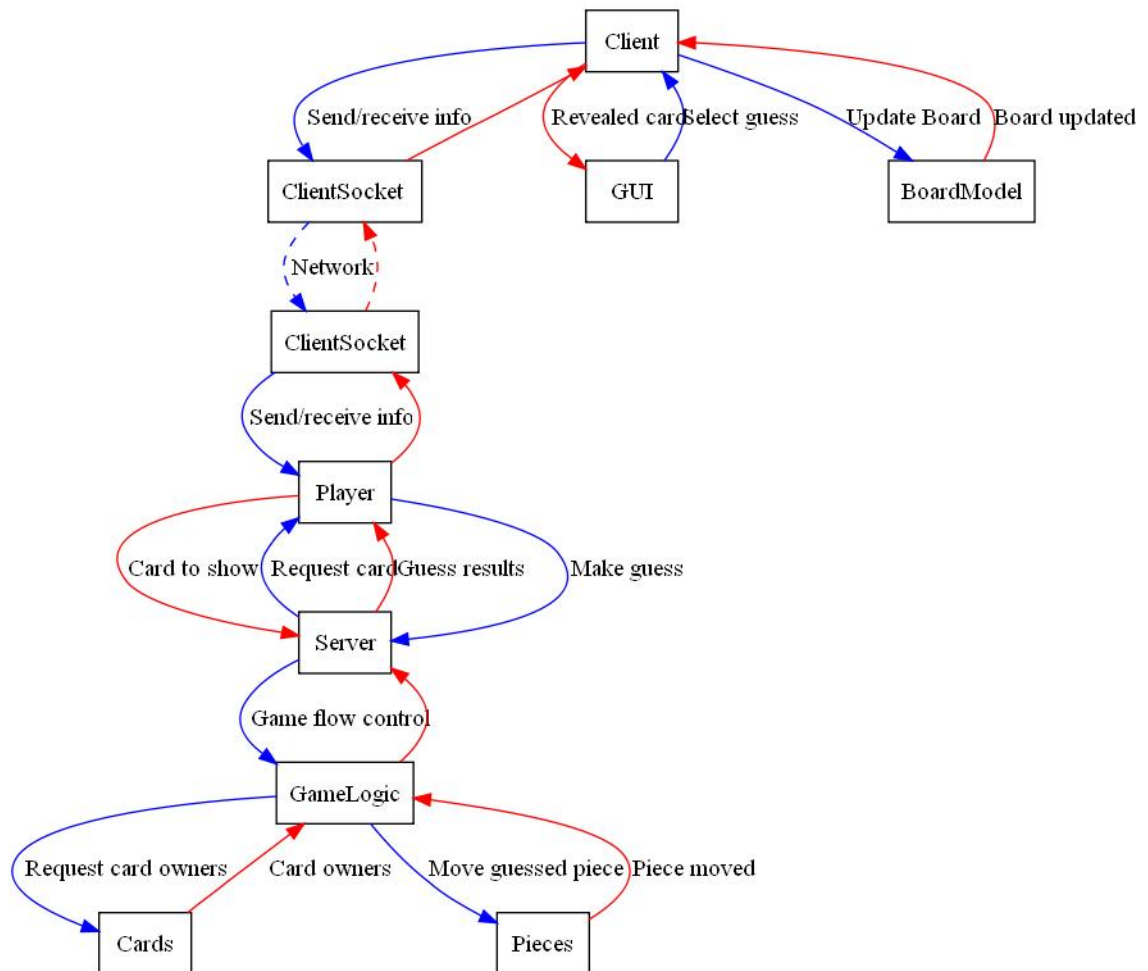 Client
Send/receive info
Revealed card
Select guess
Update Board
Board updated
ClientSocket
GUI
BoardModel
Network
ClientSocket
Send/receive info
Player
Card to show
Request card
Guess results
Make guess
Server
Game flow control
GameLogic
Request card owners
Card owners
Move guessed piece
Piece moved
Cards
Pieces